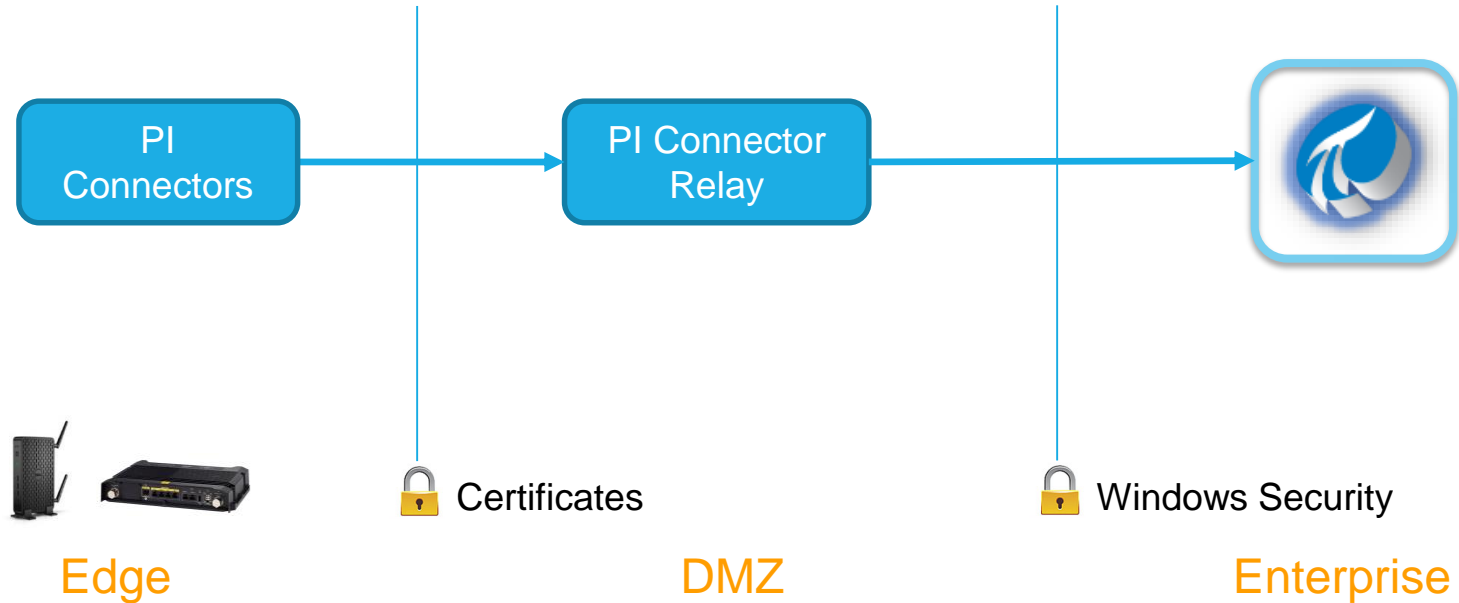 PI
Connectors
PI Connector
Relay
Certificates
Windows Security
Edge
DMZ
Enterprise